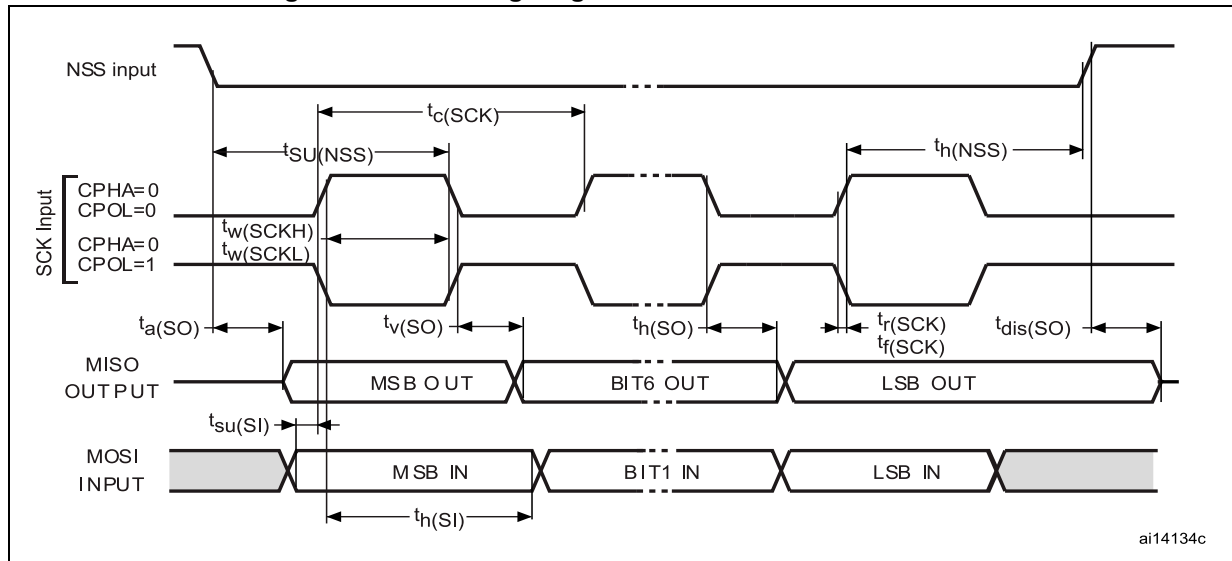 NSS input
tc(SCK)
tSU(NSS)
th(NSS)
SCK Input
CPHA=0
CPOL=0
tw(SCKH)
tw(SCKL)
CPHA=0
CPOL=1
ta(SO)
tv(SO)
th(SO)
tr(SCK)
tf(SCK)
tdis(SO)
MISO
OUTPUT
MSB OUT
BIT6 OUT
LSB OUT
tsu(SI)
MOSI
INPUT
MSB IN
BIT1 IN
LSB IN
th(SI)
ai14134c